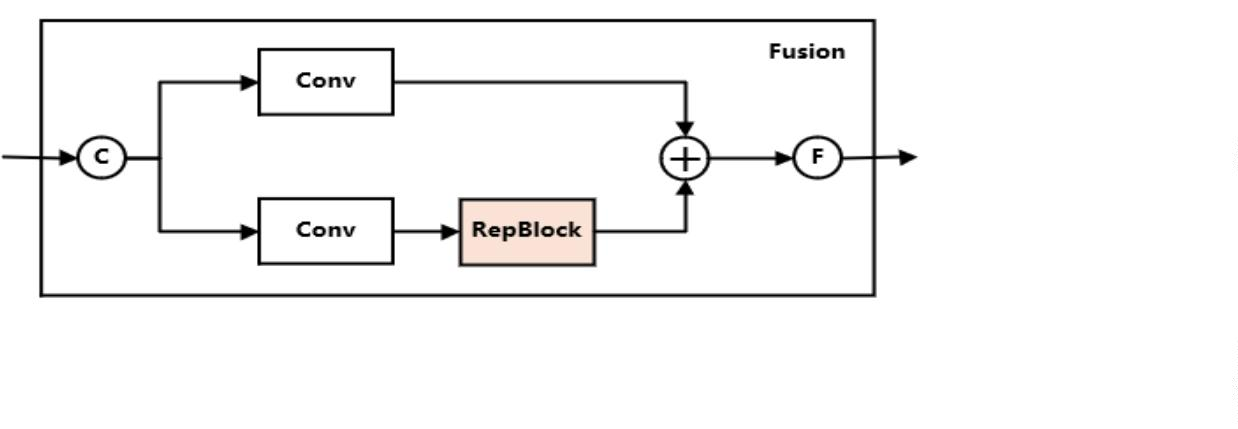 Fusion
Conv
C
F
Conv
RepBlock